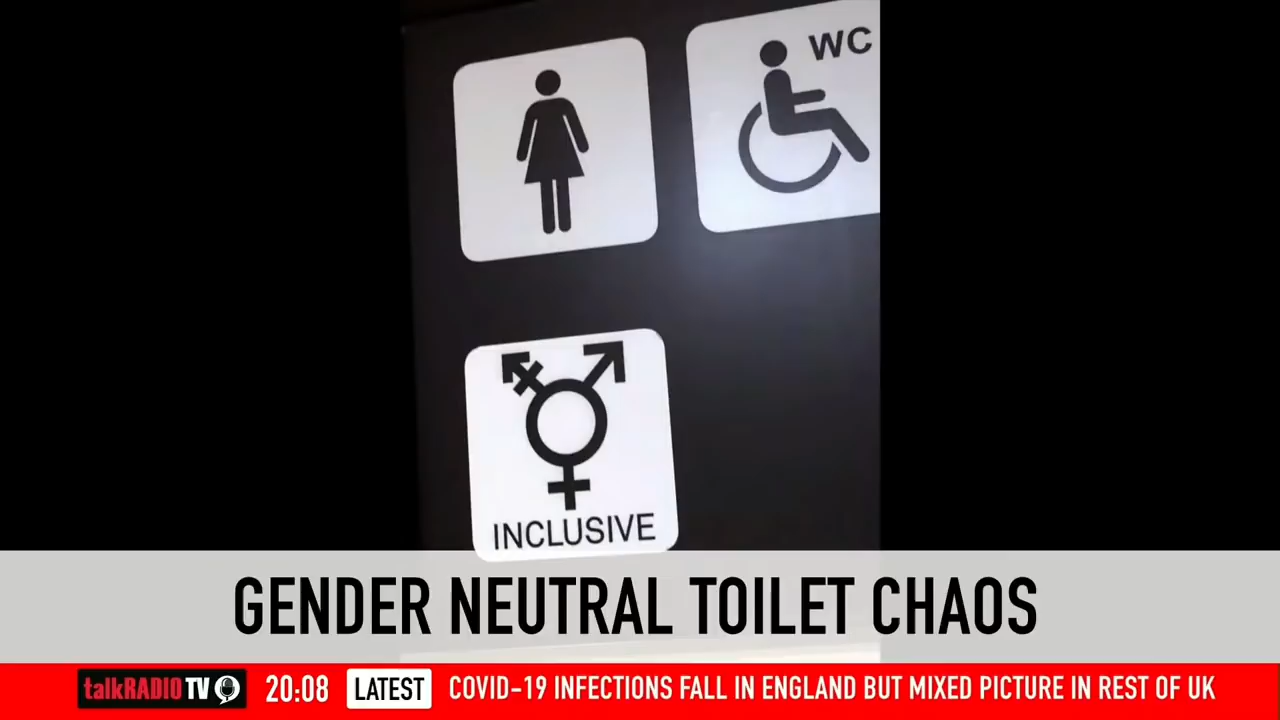 WC
INCLUSIVE
GENDER NEUTRAL TOILET CHAOS
talkRADIO TV 20:08 LATEST COVID-19 INFECTIONS FALL IN ENGLAND BUT MIXED PICTURE IN REST OF UK